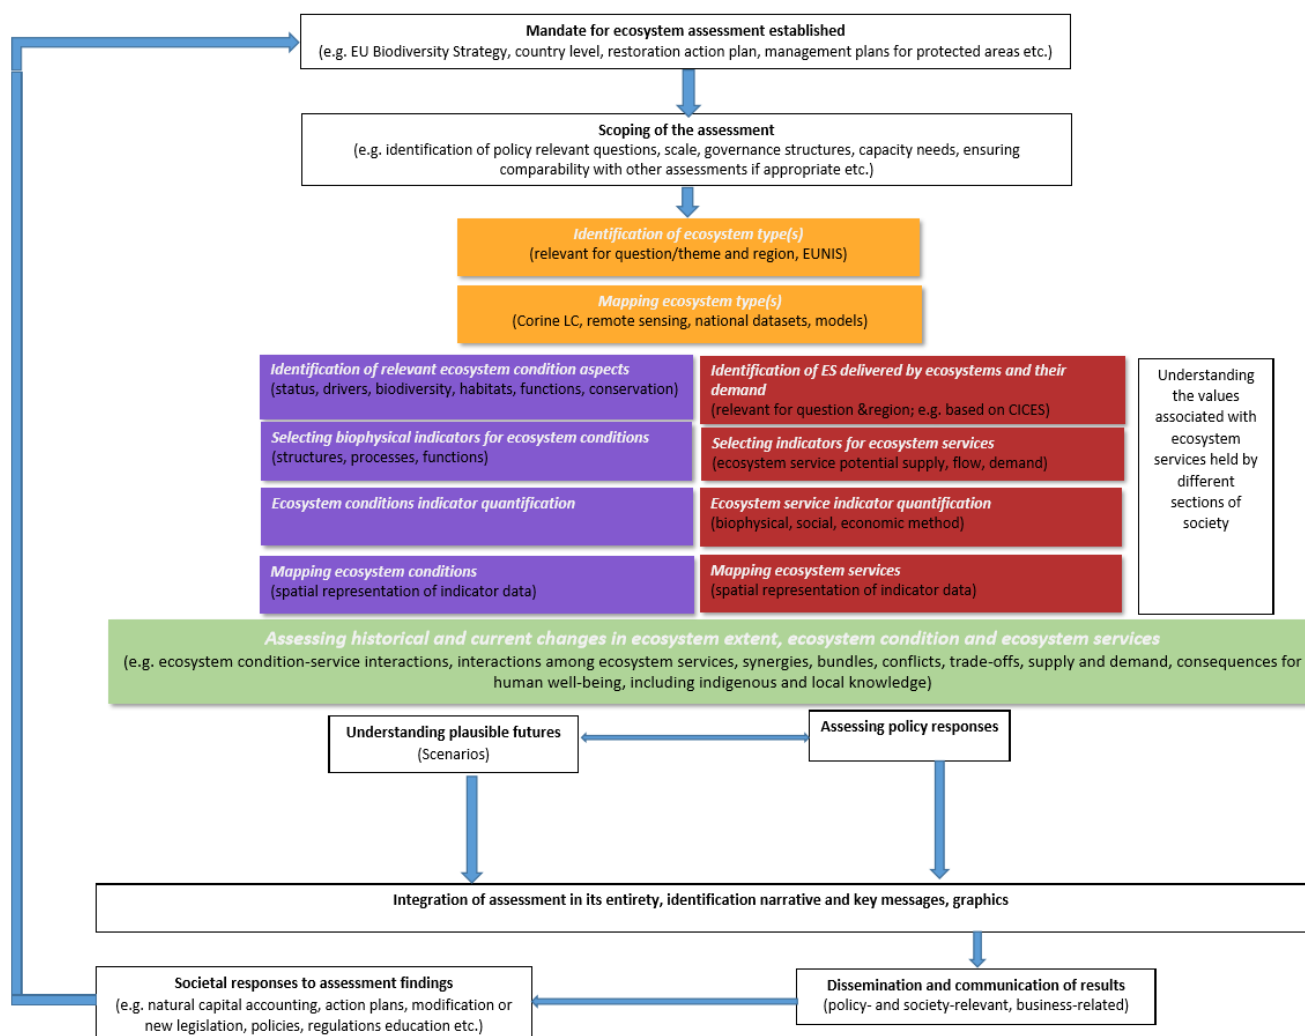 Mandate for ecosystem assessment established
(e.g. EU Biodiversity Strategy, country level, restoration action plan, management plans for protected areas etc.)
Scoping of the assessment
(e.g. identification of policy relevant questions, scale, governance structures, capacity needs, ensuring
comparability with other assessments if appropriate etc.)
Identification of ecosystem type(s)
(relevant for question/theme and region, EUNIS)
Mapping ecosystem type(s)
(Corine LC, remote sensing, national datasets, models)
Identification of relevant ecosystem condition aspects
(status, drivers, biodiversity, habitats, functions, conservation)
Selecting biophysical indicators for ecosystem conditions
(structures, processes, functions)
Ecosystem conditions indicator quantification
Mapping ecosystem conditions
(spatial representation of indicator data)
Identification of ES delivered by ecosystems and their
demand
(relevant for question &region; e.g. based on CICES)
Selecting indicators for ecosystem services
(ecosystem service potential supply, flow, demand)
Ecosystem service indicator quantification
(biophysical, social, economic method)
Mapping ecosystem services
(spatial representation of indicator data)
Understanding
the values
associated with
ecosystem
services held by
different
sections of
society
Assessing historical and current changes in ecosystem extent, ecosystem condition and ecosystem services
(e.g. ecosystem condition-service interactions, interactions among ecosystem services, synergies, bundles, conflicts, trade-offs, supply and demand, consequences for
human well-being, including indigenous and local knowledge)
Understanding plausible futures
(Scenarios)
Assessing policy responses
Integration of assessment in its entirety, identification narrative and key messages, graphics
Societal responses to assessment findings
(e.g. natural capital accounting, action plans, modification or
new legislation, policies, regulations education etc.)
Dissemination and communication of results
(policy- and society-relevant, business-related)